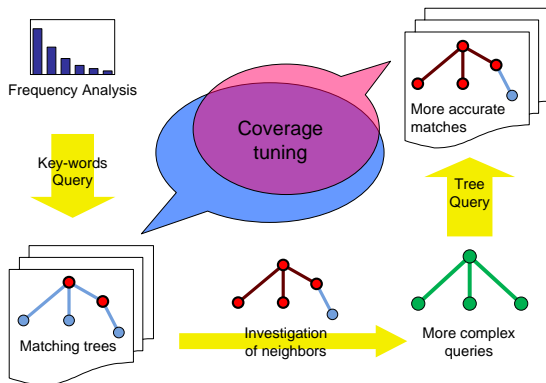 Frequency Analysis
Key-words
Query
Matching trees
Coverage
tuning
Investigation
of neighbors
More complex
queries
Tree
Query
More accurate
matches